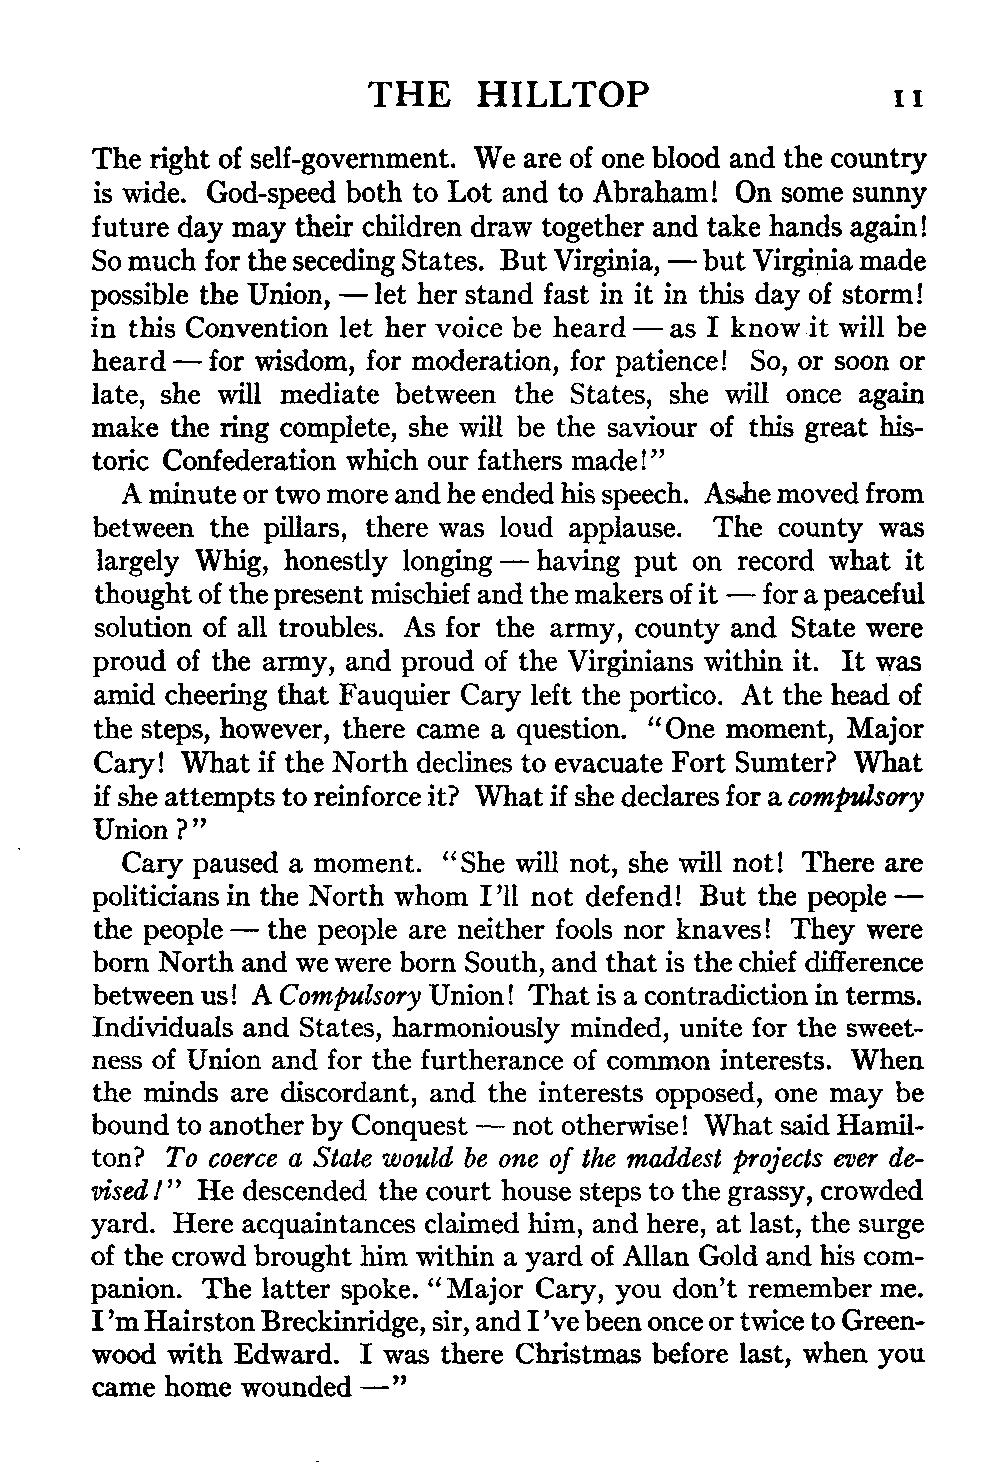 THE HILLTOP 11
The right of self-government. We are of one blood and the country
is wide. God-speed both to Lot and to Abraham! On some sunny
future day may their children draw together and take hands again!
So much for the seceding States. But Virginia, — but Virginia made
possible the Union, — let her stand fast in it in this day of storm!
in this Convention let her voice be heard — as I know it will be
heard — for wisdom, for moderation, for patience! So, or soon or
late, she will mediate between the States, she will once again
make the ring complete, she will be the saviour of this great his-
toric Confederation which our fathers made!”
A minute or two more and he ended his speech. As he moved from
between the pillars, there was loud applause. The county was
largely Whig, honestly longing — having put on record what it
thought of the present mischief and the makers of it — for a peaceful
solution of all troubles. As for the army, county and State were
proud of the army, and proud of the Virginians within it. It was
amid cheering that Fauquier Cary left the portico. At the head of
the steps, however, there came a question. “One moment, Major
Cary! What if the North declines to evacuate Fort Sumter? What
if she attempts to reinforce it? What if she declares for a compulsory
Union?”
Cary paused a moment. “She will not, she will not! There are
politicians in the North whom I'll not defend! But the people —
the people — the people are neither fools nor knaves! They were
born North and we were born South, and that is the chief difference
between us! A Compulsory Union! That is a contradiction in terms.
Individuals and States, harmoniously minded, unite for the sweet-
ness of Union and for the furtherance of common interests. When
the minds are discordant, and the interests opposed, one may be
bound to another by Conquest — not otherwise! What said Hamil-
ton? To coerce a State would be one of the maddest projects ever de-
vised!” He descended the court house steps to the grassy, crowded
yard. Here acquaintances claimed him, and here, at last, the surge
of the crowd brought him within a yard of Allan Gold and his com-
panion. The latter spoke. “Major Cary, you don't remember me.
I'm Hairston Breckinridge, sir, and I've been once or twice to Green-
wood with Edward. I was there Christmas before last, when you
came home wounded —”